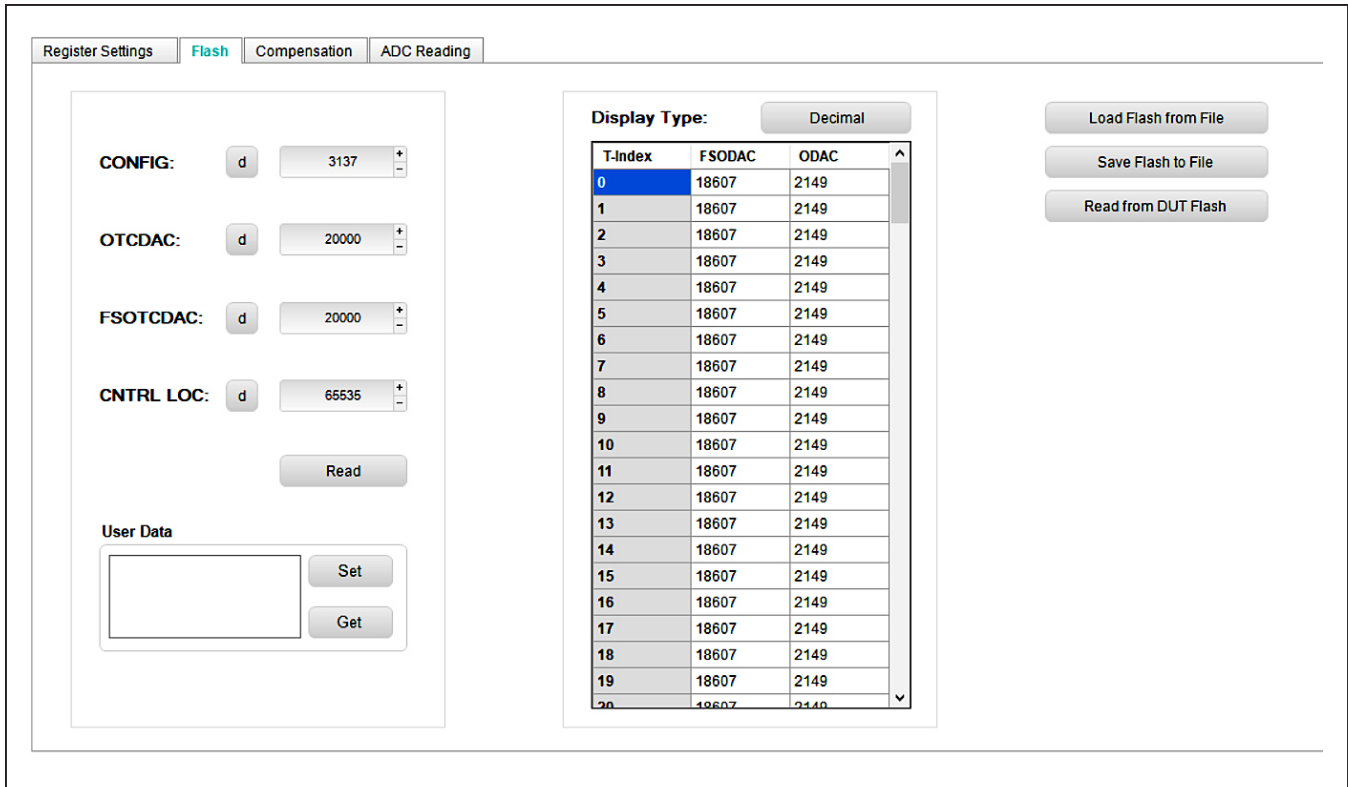 Register Settings Flash Compensation ADC Reading
CONFIG: d 3137 + -
OTCDAC: d 20000 + -
FSOTCDAC: d 20000 + -
CNTRL LOC: d 65535 + -
Read
User Data
Set
Get
Display Type: Decimal
T-Index FSODAC ODAC
0 18607 2149
1 18607 2149
2 18607 2149
3 18607 2149
4 18607 2149
5 18607 2149
6 18607 2149
7 18607 2149
8 18607 2149
9 18607 2149
10 18607 2149
11 18607 2149
12 18607 2149
13 18607 2149
14 18607 2149
15 18607 2149
16 18607 2149
17 18607 2149
18 18607 2149
19 18607 2149
20 18607 2149
Load Flash from File
Save Flash to File
Read from DUT Flash